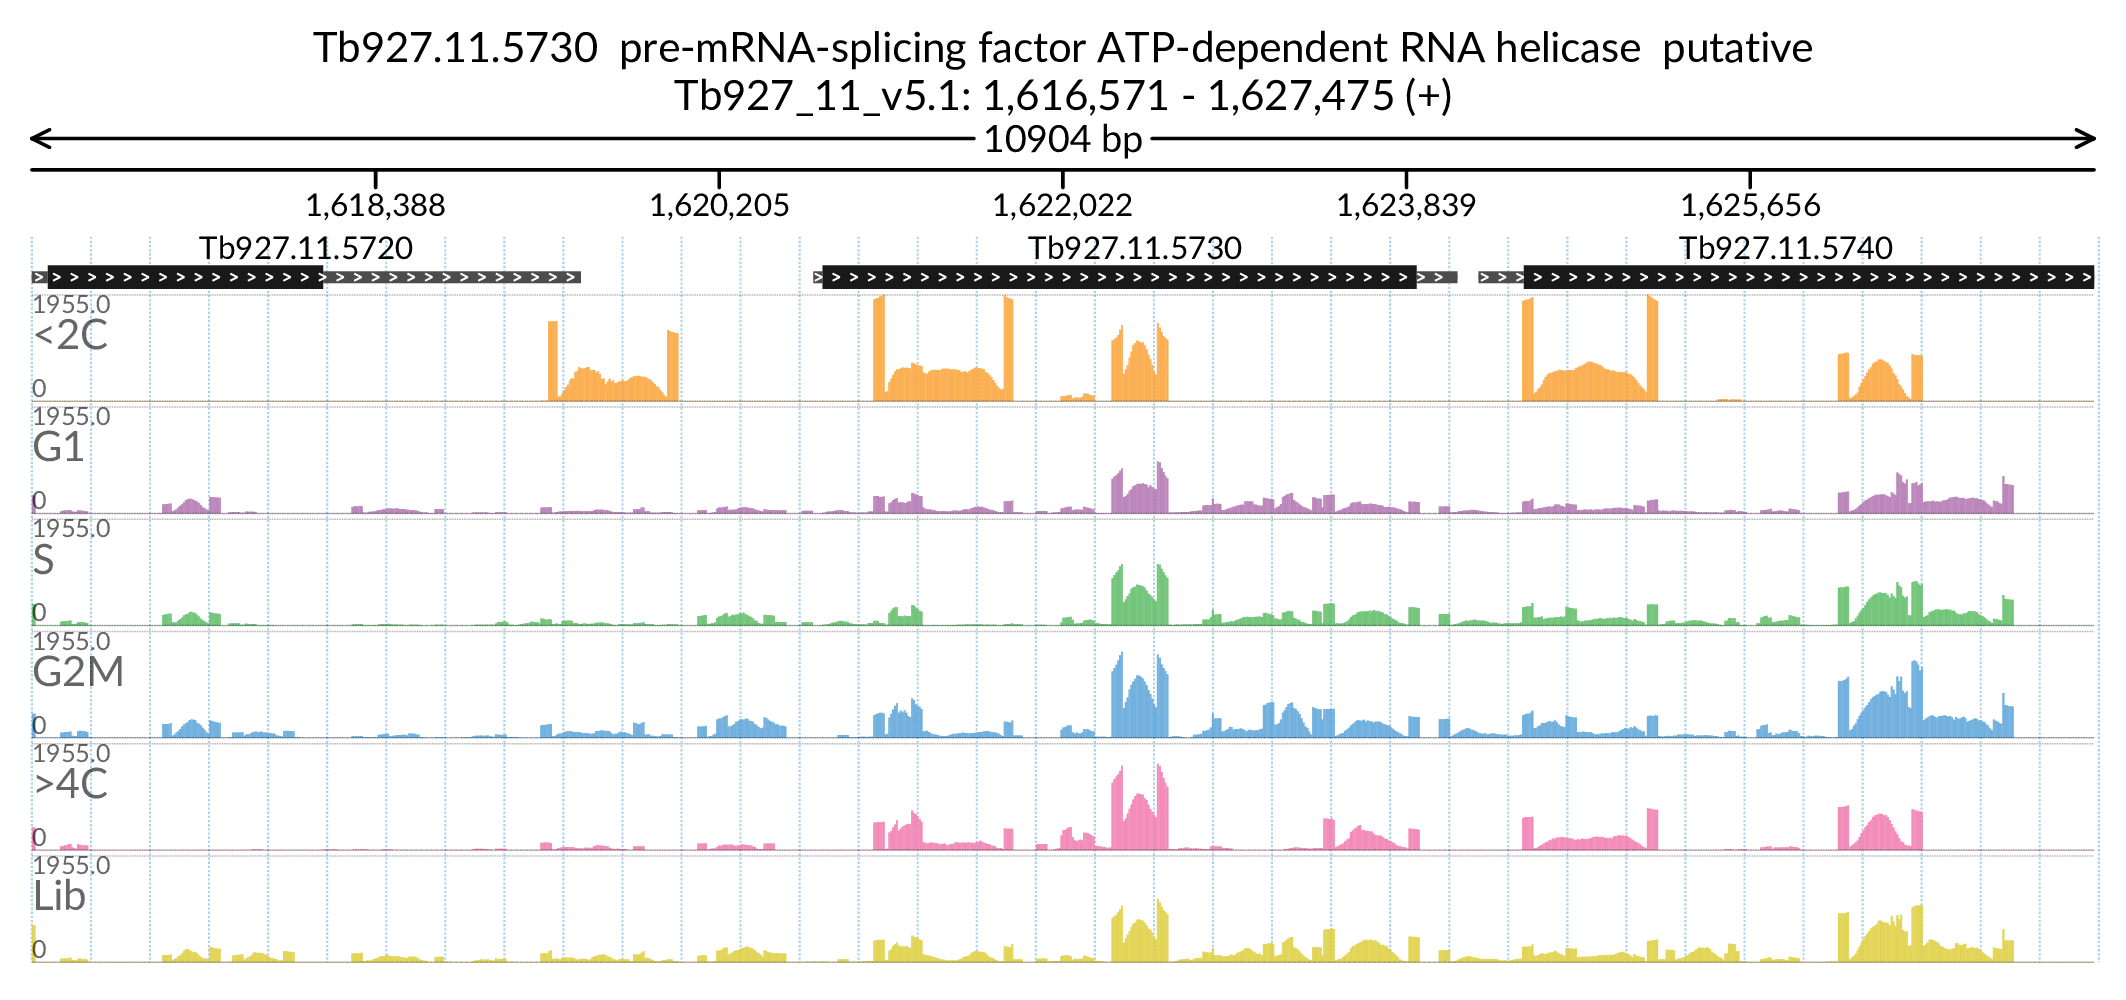 Tb927.11.5730 pre-mRNA-splicing factor ATP-dependent RNA helicase putative
Tb927_11_v5.1: 1,616,571 - 1,627,475 (+)
10904 bp
1,618,388 1,620,205 1,622,022 1,623,839 1,625,656
Tb927.11.5720 Tb927.11.5730 Tb927.11.5740
1955.0
<2C
0
1955.0
G1
0
1955.0
S
0
1955.0
G2M
0
1955.0
>4C
0
1955.0
Lib
0